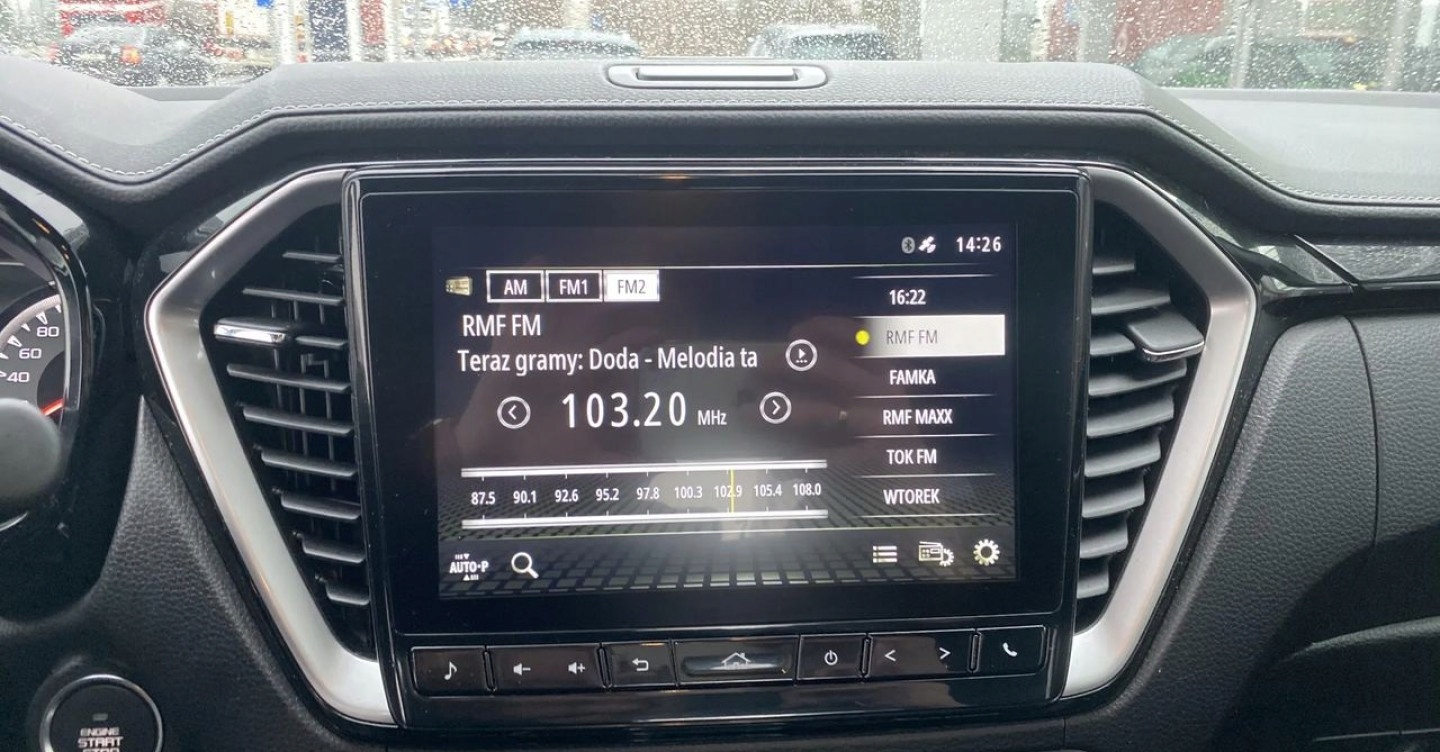 14:26
AM FM1 FM2
16:22
RMF FM
RMF FM
Teraz gramy: Doda - Melodia ta
FAMKA
103.20 MHz
RMF MAXX
TOK FM
87.5 90.1 92.6 95.2 97.8 100.3 102.9 105.4 108.0
WTOREK
AUTO-P
80
60
40
ENGINE
START
STOP